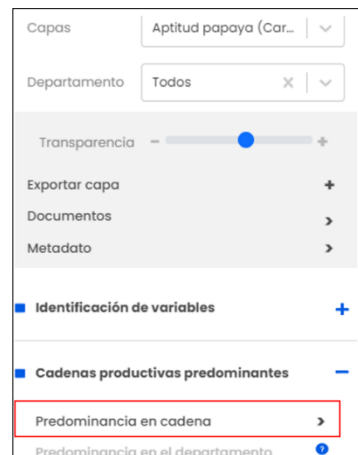 Capas Aptitud papaya (Car...
Departamento Todos
Transparencia - +
Exportar capa +
Documentos >
Metadato >
Identificación de variables +
Cadenas productivas predominantes -
Predominancia en cadena >
Predominancia en el departamento ?